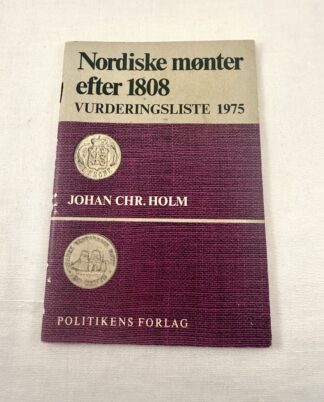 Nordiske mønter
efter 1808
VURDERINGSLISTE 1975
JOHAN CHR. HOLM
POLITIKENS FORLAG